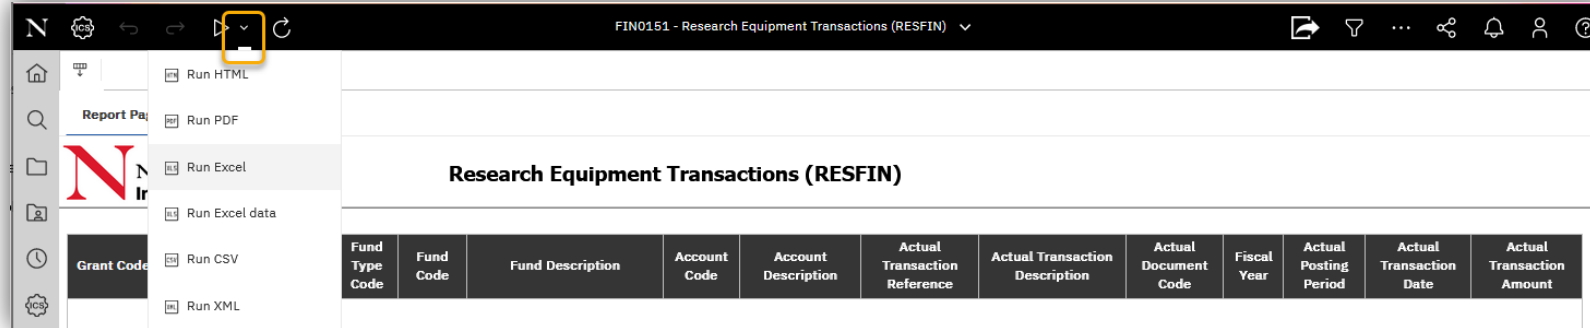 N ICS FIN0151 - Research Equipment Transactions (RESFIN)
Run HTML
Report Pa
Run PDF
N
Run Excel
Research Equipment Transactions (RESFIN)
Run Excel data
Grant Code
Run CSV
Fund
Type
Code
Fund
Code
Fund Description
Account
Code
Account
Description
Actual
Transaction
Reference
Actual Transaction
Description
Actual
Document
Code
Fiscal
Year
Actual
Posting
Period
Actual
Transaction
Date
Actual
Transaction
Amount
ICS
Run XML